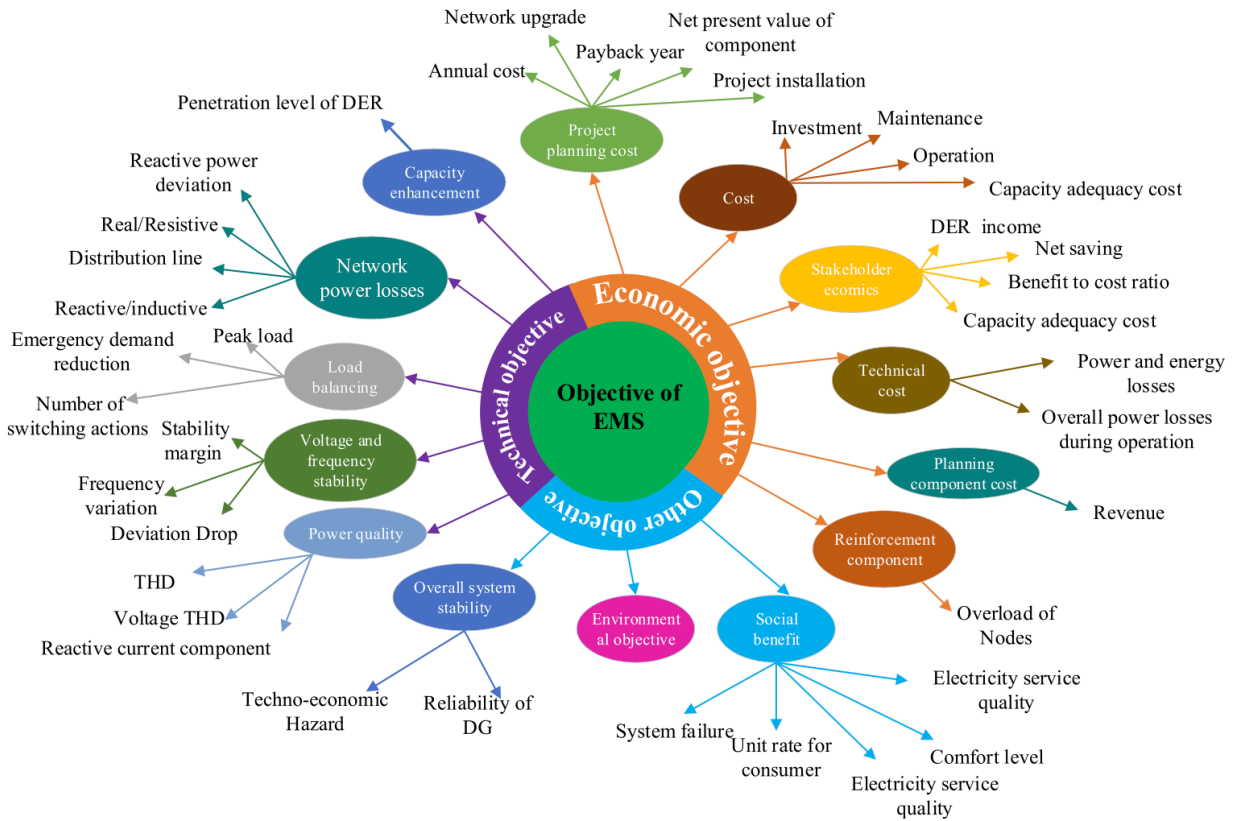 Network upgrade
Net present value of
component
Payback year
Annual cost
Project installation
Penetration level of DER
Project
planning cost
Investment
Maintenance
Operation
Capacity adequacy cost
Capacity
enhancement
Cost
Reactive power
deviation
Real/Resistive
Distribution line
Reactive/inductive
Network
power losses
DER income
Net saving
Benefit to cost ratio
Capacity adequacy cost
Stakeholder
ecomics
Economic objective
Technical objective
Other objective
Objective of
EMS
Peak load
Emergency demand
reduction
Number of
switching actions
Load
balancing
Technical
cost
Power and energy
losses
Overall power losses
during operation
Stability
margin
Frequency
variation
Deviation Drop
Voltage and
frequency
stability
Planning
component cost
Revenue
Power quality
THD
Voltage THD
Reactive current component
Reinforcement
component
Overload of
Nodes
Overall system
stability
Techno-economic
Hazard
Reliability of
DG
Environment
al objective
Social
benefit
Electricity service
quality
System failure
Unit rate for
consumer
Comfort level
Electricity service
quality